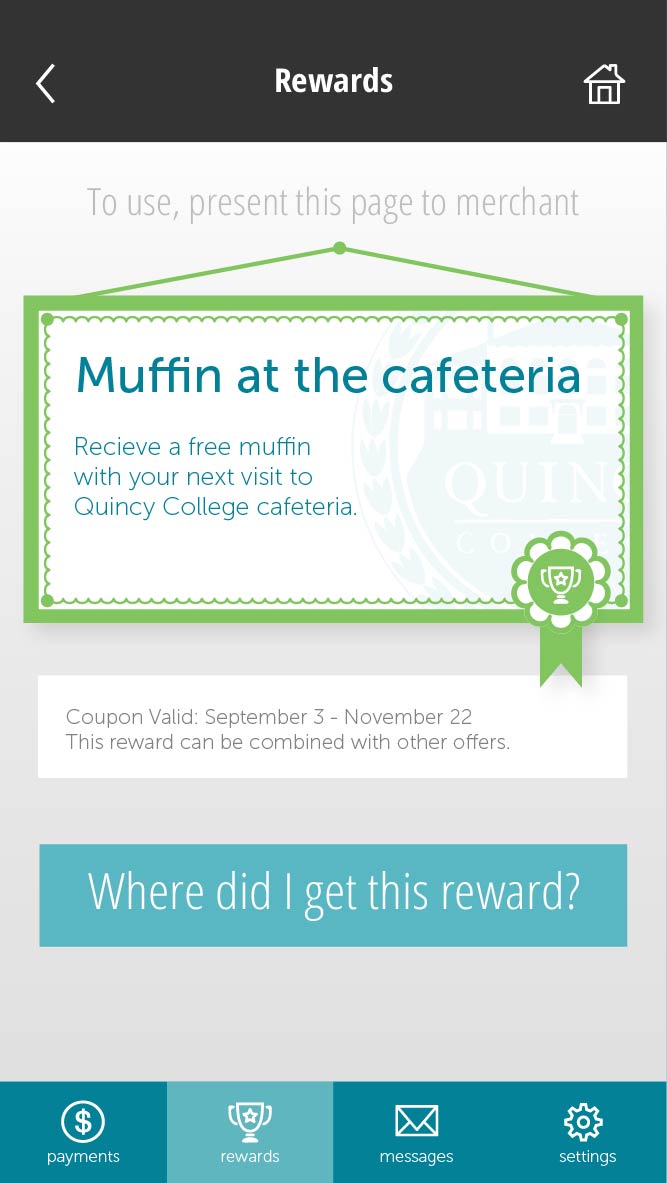 Rewards
To use, present this page to merchant
Muffin at the cafeteria
Recieve a free muffin
with your next visit to
Quincy College cafeteria.
QUIN
Coupon Valid: September 3 - November 22
This reward can be combined with other offers.
Where did I get this reward?
payments
rewards
messages
settings